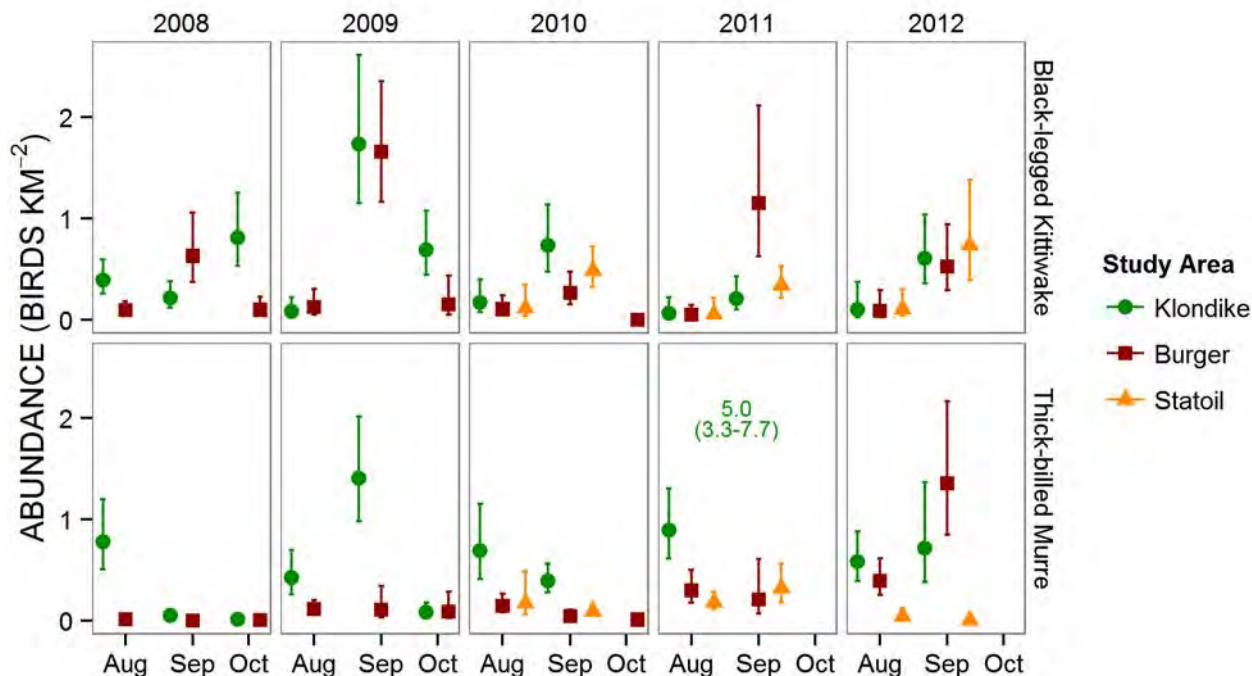 2008 2009 2010 2011 2012
ABUNDANCE (BIRDS KM⁻²)
2
1
0
Black-legged Kittiwake
2
1
0
5.0
(3.3-7.7)
Thick-billed Murre
Aug Sep Oct Aug Sep Oct Aug Sep Oct Aug Sep Oct Aug Sep Oct
Study Area
Klondike
Burger
Statoil